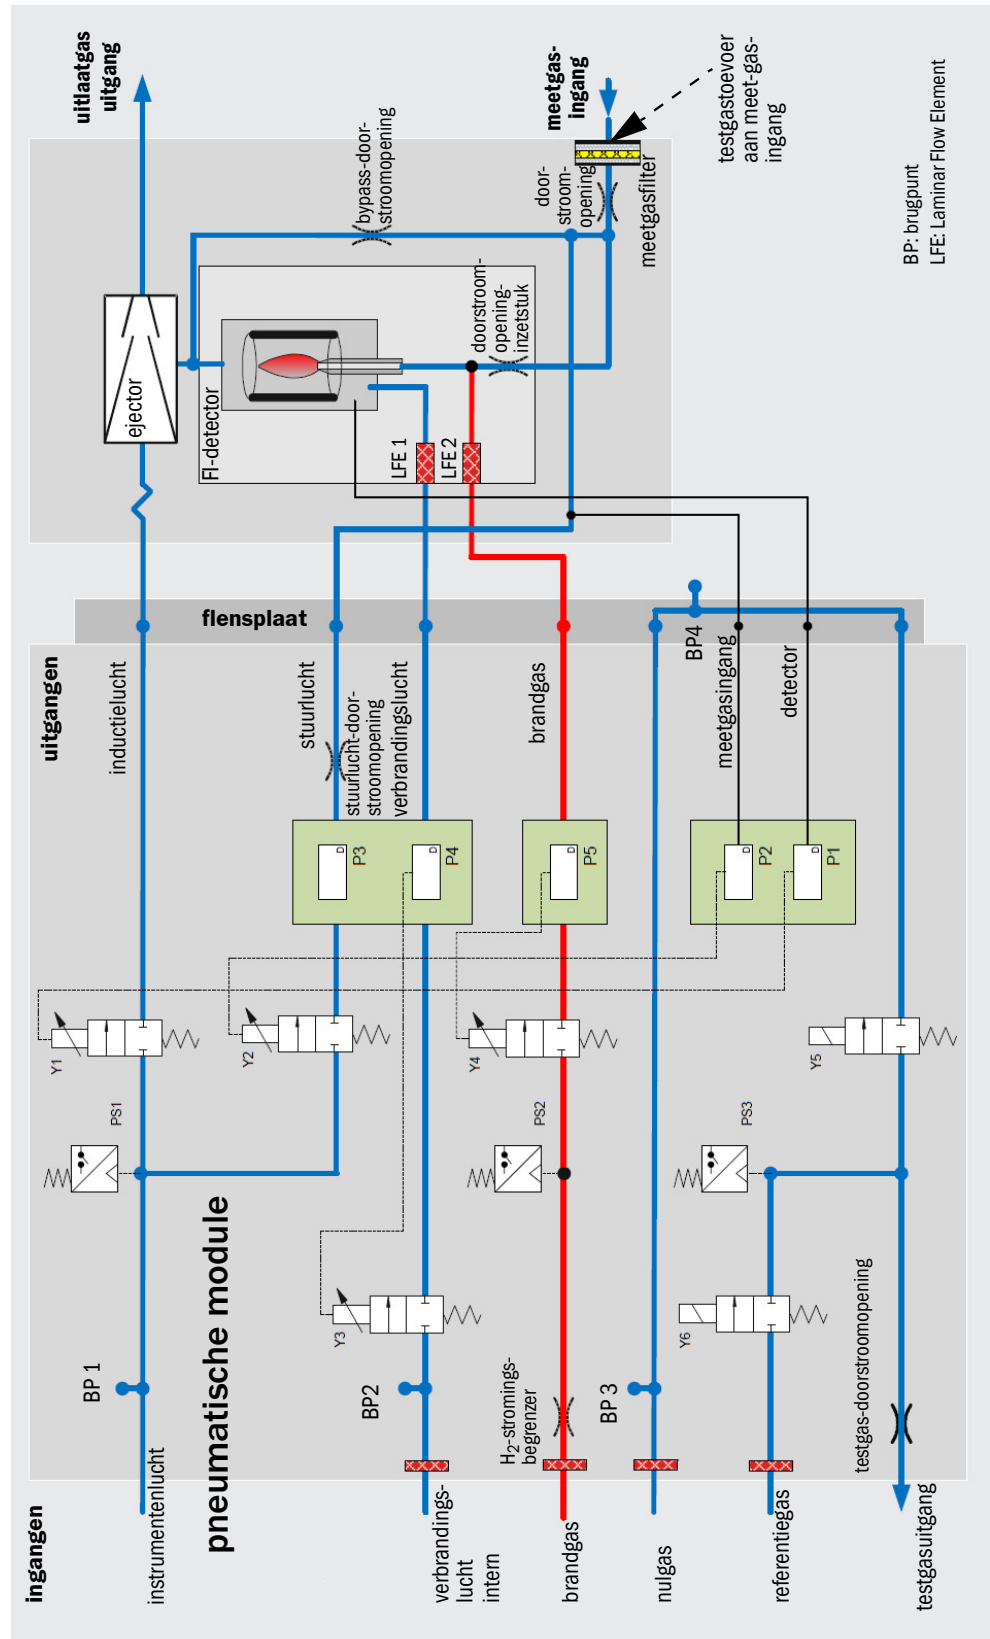 ingangen
instrumentenlucht
verbrandings-
lucht
intern
brandgas
nulgas
referentiegas
testgasuitgang
pneumatische module
BP 1
BP2
BP 3
H₂-stromings-
begrenzer
testgas-doorstroomopening
Y3
Y6
PS1
PS2
PS3
Y1
Y2
Y4
Y5
P3
D
P4
D
P5
D
P2
D
P1
D
uitgangen
inductielucht
stuurlucht
stuurlucht-door-
stroomopening
verbrandingslucht
brandgas
meetgasingang
detector
flensplaat
BP4
LFE 1
LFE 2
FI-detector
ejector
doorstroom-
opening-
inzetstuk
bypass-door-
stroomopening
door-
stroom-
opening
meetgasfilter
uitlaatgas
uitgang
meetgas-
ingang
testgastoevoer
aan meet-gas-
ingang
BP: brugpunt
LFE: Laminar Flow Element